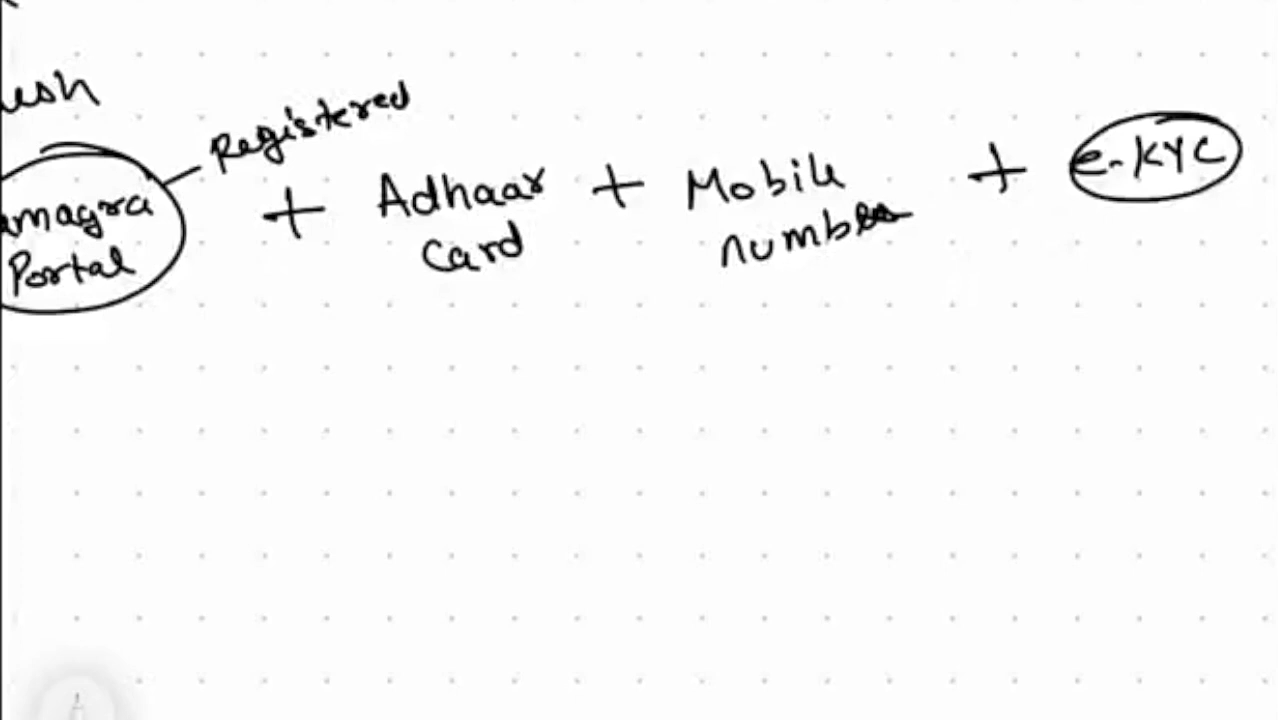 esh
Registered
amagra + Adhaar + Mobile + e-KYC
Portal Card number